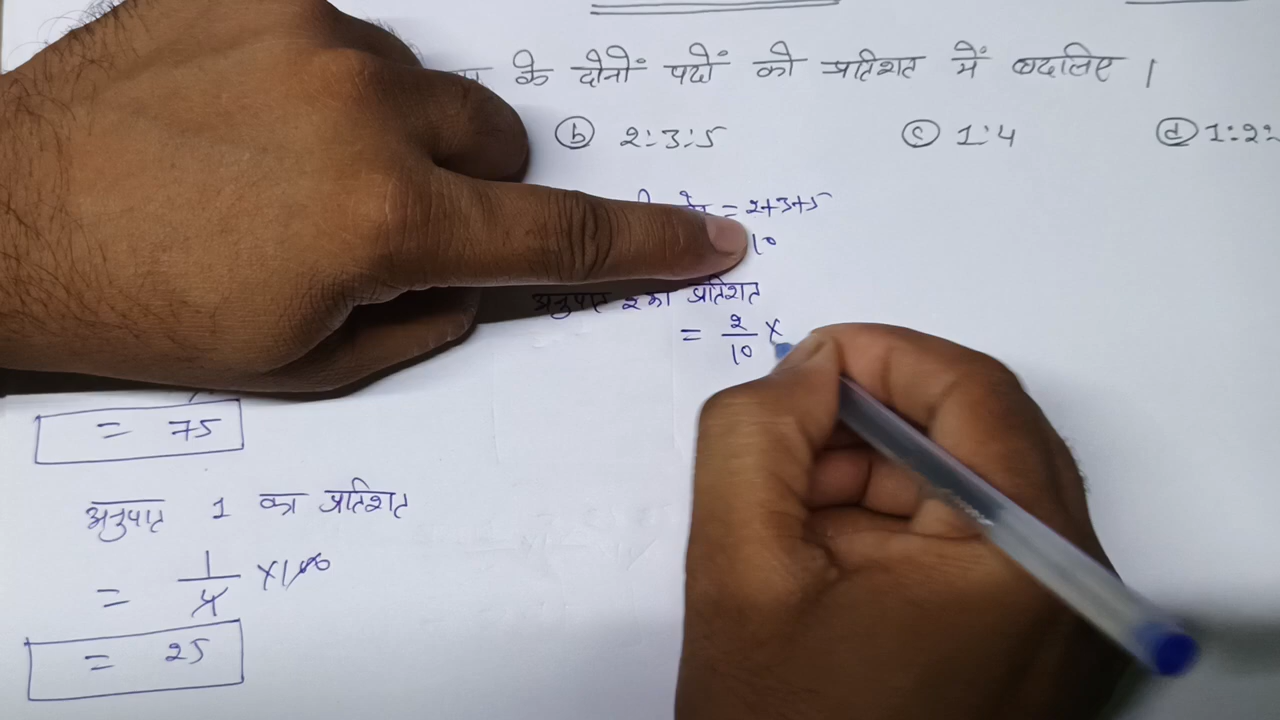 के दोनों पदों को प्रतिशत में बदलिए ।
(b) 2:3:5 (c) 1:4 (d) 1:2:
= 2+3+5
10
अनुपात 2 का प्रतिशत
= 2/10 ×
= 75
अनुपात 1 का प्रतिशत
= 1/4 ×100
= 25